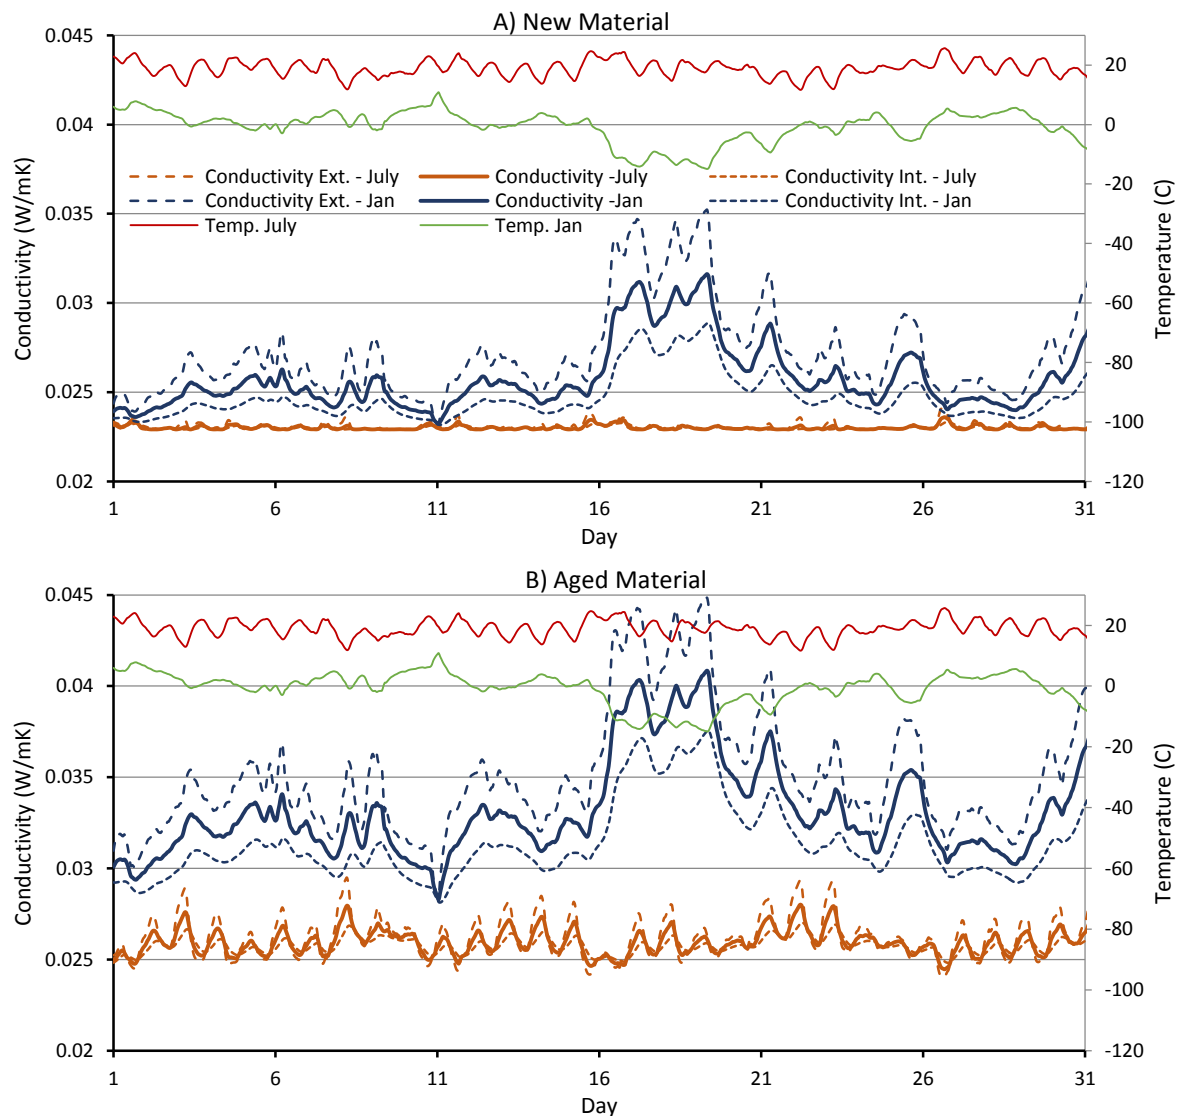 A) New Material
0.045
0.04
0.035
0.03
0.025
0.02
Conductivity (W/mK)
20
0
-20
-40
-60
-80
-100
-120
Temperature (C)
Conductivity Ext. - July Conductivity -July Conductivity Int. - July
Conductivity Ext. - Jan Conductivity -Jan Conductivity Int. - Jan
Temp. July Temp. Jan
1 6 11 16 21 26 31
Day
B) Aged Material
0.045
0.04
0.035
0.03
0.025
0.02
Conductivity (W/mK)
20
0
-20
-40
-60
-80
-100
-120
Temperature (C)
1 6 11 16 21 26 31
Day